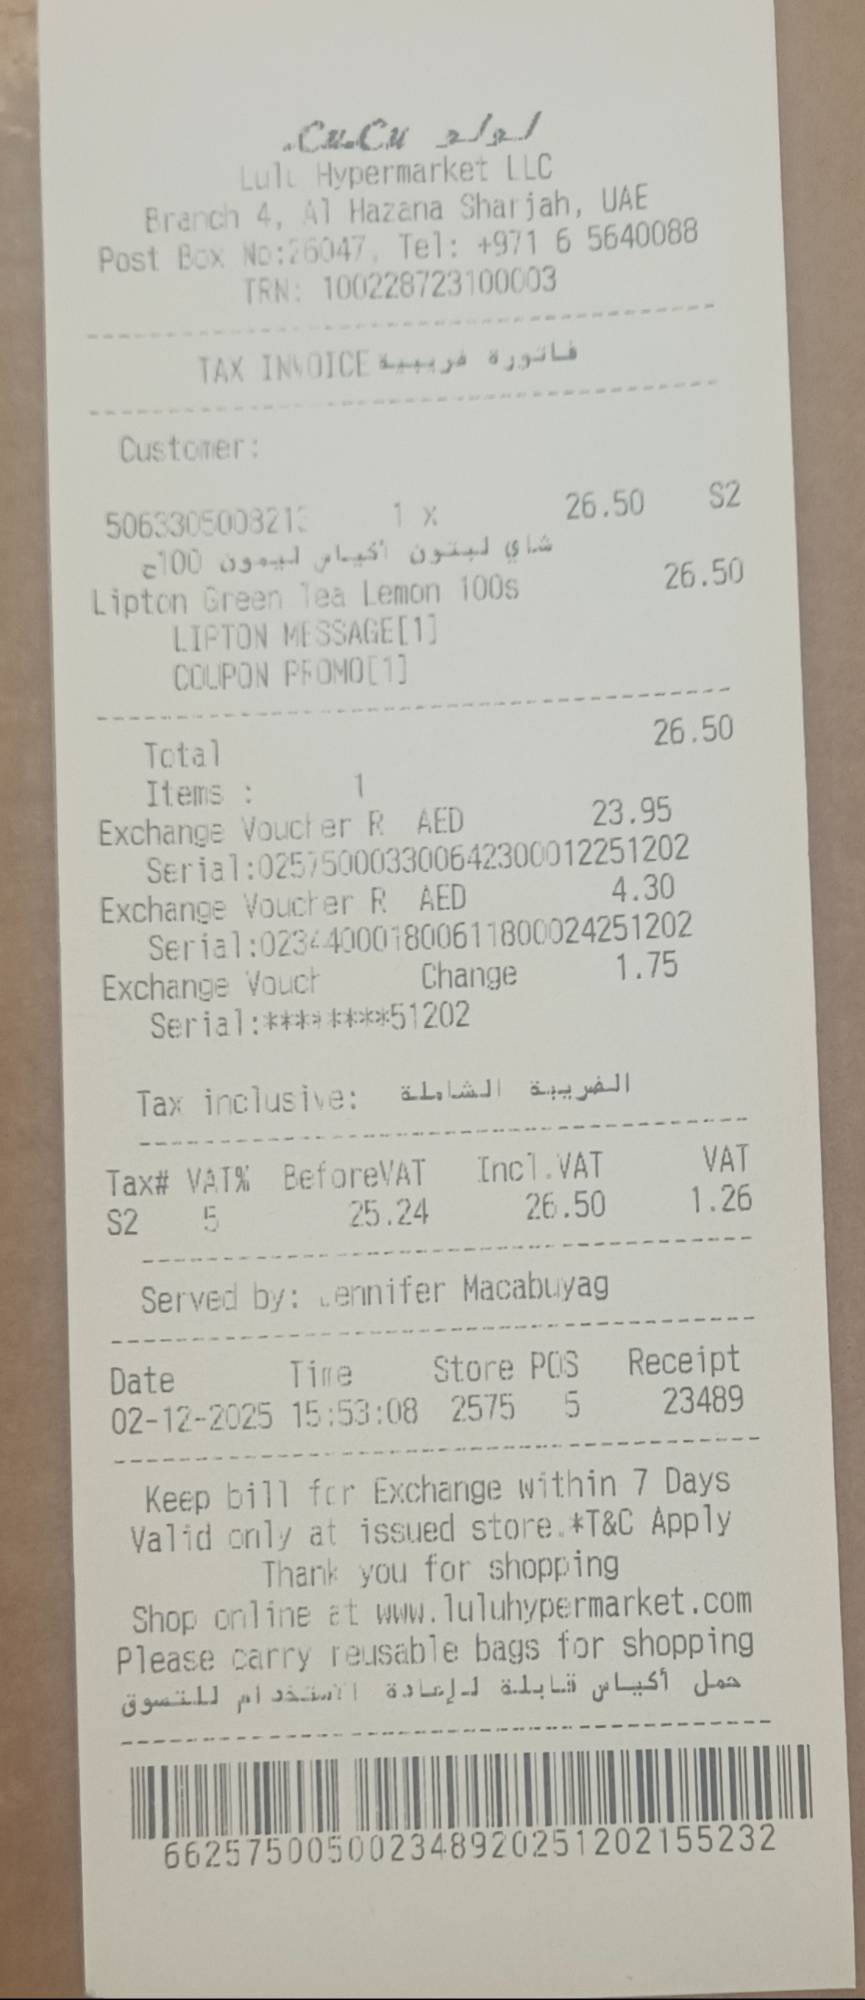 LuLu لولو
Lulu Hypermarket LLC
Branch 4, Al Hazana Sharjah, UAE
Post Box No:26047, Tel: +971 6 5640088
TRN: 100228723100003
TAX INVOICE فاتورة ضريبية
Customer:
1 x 26.50 S2
شاي ليبتون أكياس ليمون 100ح
Lipton Green Tea Lemon 100s 26.50
LIPTON MESSAGE[1]
COUPON PROMO[1]
Total 26.50
Items : 1
Exchange Voucher R AED 23.95
Serial:025750003300642300012251202
Exchange Voucher R AED 4.30
Serial:023440001800611800024251202
Exchange Vouch Change 1.75
Serial:********51202
Tax inclusive: الضريبة الشاملة
Tax# VAT% BeforeVAT Incl.VAT VAT
S2 5 25.24 26.50 1.26
Served by: Jennifer Macabuyag
Date Time Store POS Receipt
02-12-2025 15:53:08 2575 5 23489
Keep bill for Exchange within 7 Days
Valid only at issued store.*T&C Apply
Thank you for shopping
Shop online at www.luluhypermarket.com
Please carry reusable bags for shopping
حمل أكياس قابلة لإعادة الاستخدام للتسوق
662575005002348920251202155232